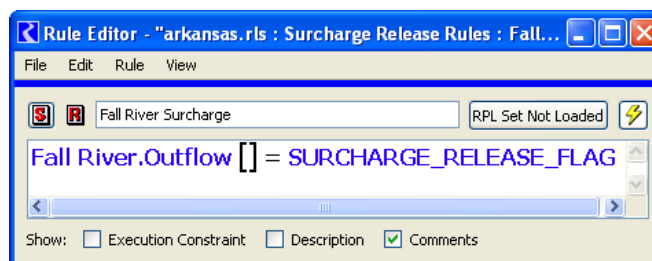 Rule Editor - "arkansas.rls : Surcharge Release Rules : Fall...
File Edit Rule View
S R Fall River Surcharge RPL Set Not Loaded
Fall River.Outflow [] = SURCHARGE_RELEASE_FLAG
Show: Execution Constraint Description Comments